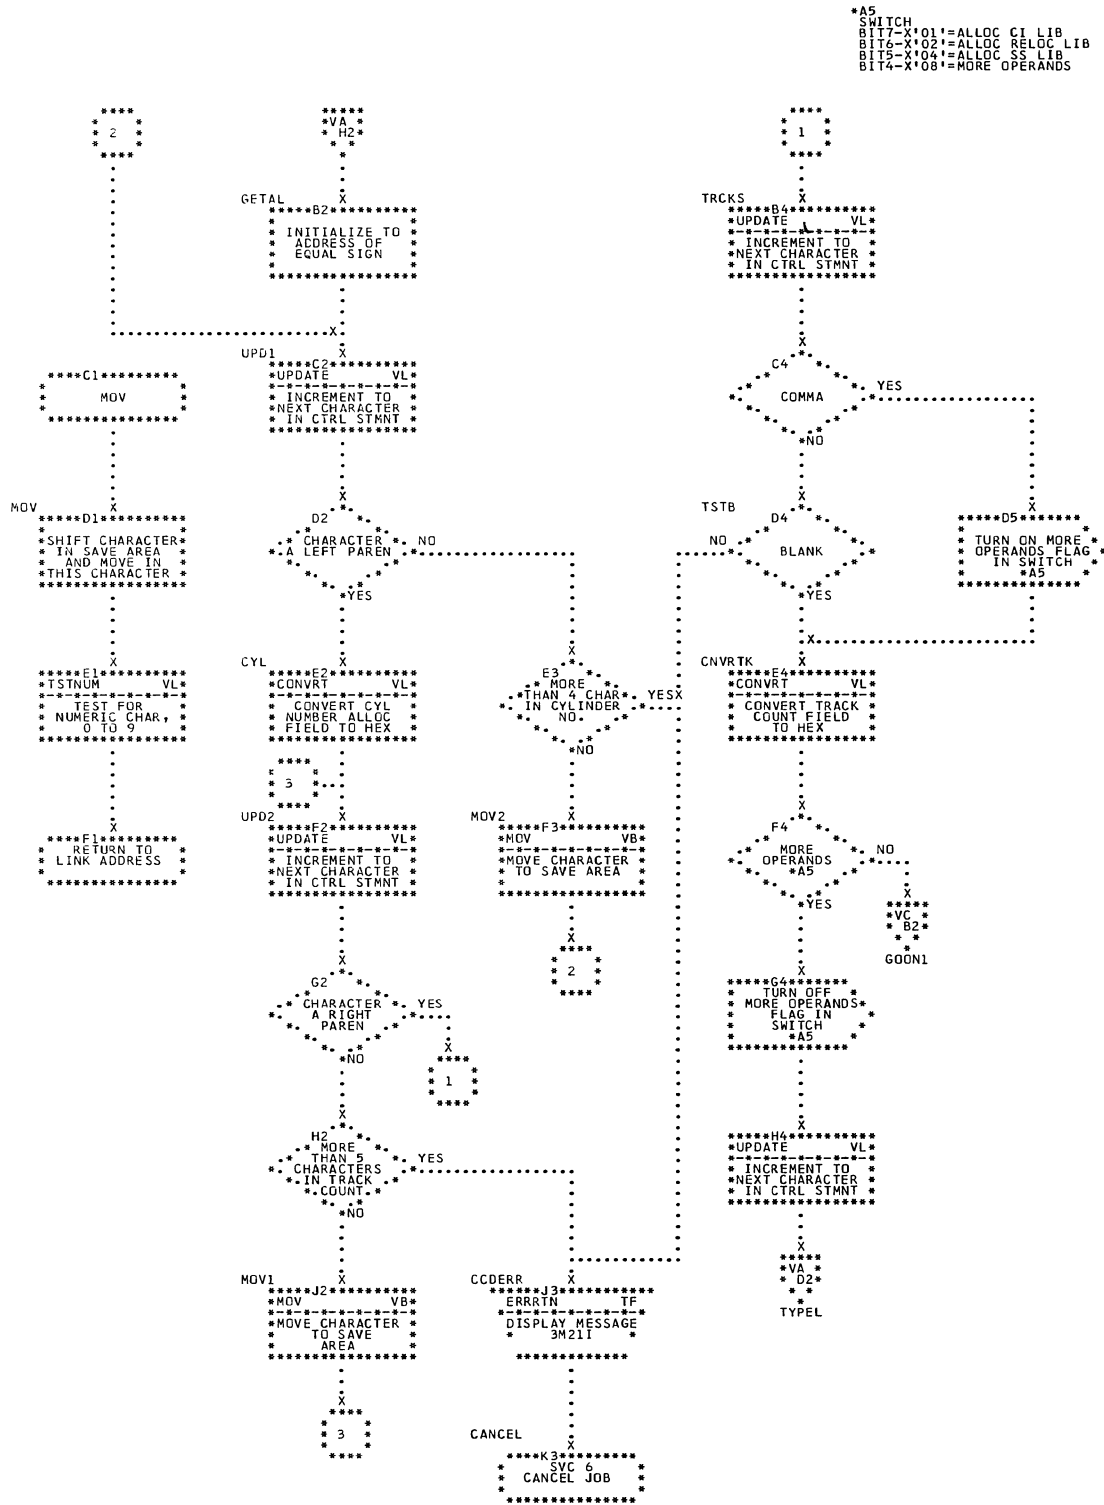 *A5
SWITCH
BIT7-X'01'=ALLOC CI LIB
BIT6-X'02'=ALLOC RELOC LIB
BIT5-X'04'=ALLOC SS LIB
BIT4-X'08'=MORE OPERANDS
2
VA
H2
1
GETAL
B2
INITIALIZE TO
ADDRESS OF
EQUAL SIGN
TRCKS
B4
UPDATE VL
INCREMENT TO
NEXT CHARACTER
IN CTRL STMNT
UPD1
C2
UPDATE VL
INCREMENT TO
NEXT CHARACTER
IN CTRL STMNT
C1
MOV
C4
COMMA
YES
NO
MOV
D1
SHIFT CHARACTER
IN SAVE AREA
AND MOVE IN
THIS CHARACTER
D2
CHARACTER
A LEFT PAREN
NO
YES
TSTB
D4
BLANK
NO
YES
D5
TURN ON MORE
OPERANDS FLAG
IN SWITCH
*A5
E1
TSTNUM VL
TEST FOR
NUMERIC CHAR,
0 TO 9
CYL
E2
CONVRT VL
CONVERT CYL
NUMBER ALLOC
FIELD TO HEX
E3
MORE
THAN 4 CHAR
IN CYLINDER
NO.
YES
NO
CNVRTK
E4
CONVRT VL
CONVERT TRACK
COUNT FIELD
TO HEX
3
F1
RETURN TO
LINK ADDRESS
UPD2
F2
UPDATE VL
INCREMENT TO
NEXT CHARACTER
IN CTRL STMNT
MOV2
F3
MOV VB
MOVE CHARACTER
TO SAVE AREA
F4
MORE
OPERANDS
*A5
NO
YES
VC
B2
GOON1
2
G2
CHARACTER
A RIGHT
PAREN
YES
NO
1
G4
TURN OFF
MORE OPERANDS
FLAG IN
SWITCH
*A5
H2
MORE
THAN 5
CHARACTERS
IN TRACK
COUNT
YES
NO
H4
UPDATE VL
INCREMENT TO
NEXT CHARACTER
IN CTRL STMNT
VA
D2
TYPEL
MOV1
J2
MOV VB
MOVE CHARACTER
TO SAVE
AREA
CCDERR
J3
ERRRTN TF
DISPLAY MESSAGE
3M21I
3
CANCEL
K3
SVC 6
CANCEL JOB